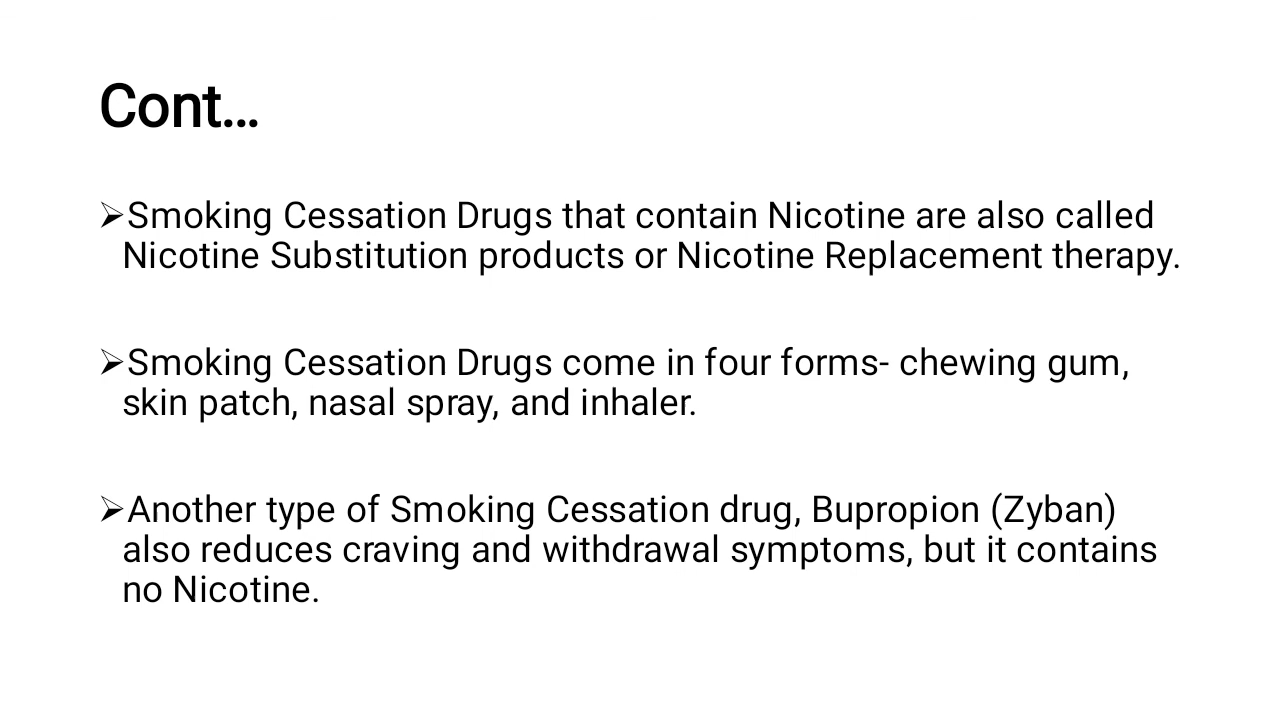 Cont...
➢Smoking Cessation Drugs that contain Nicotine are also called
Nicotine Substitution products or Nicotine Replacement therapy.
➢Smoking Cessation Drugs come in four forms- chewing gum,
skin patch, nasal spray, and inhaler.
➢Another type of Smoking Cessation drug, Bupropion (Zyban)
also reduces craving and withdrawal symptoms, but it contains
no Nicotine.